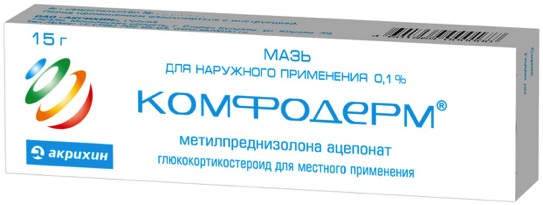 15 г
МАЗЬ
ДЛЯ НАРУЖНОГО ПРИМЕНЕНИЯ 0,1%
КОМФОДЕРМ®
метилпреднизолона ацепонат
глюкокортикостероид для местного применения
акрихин